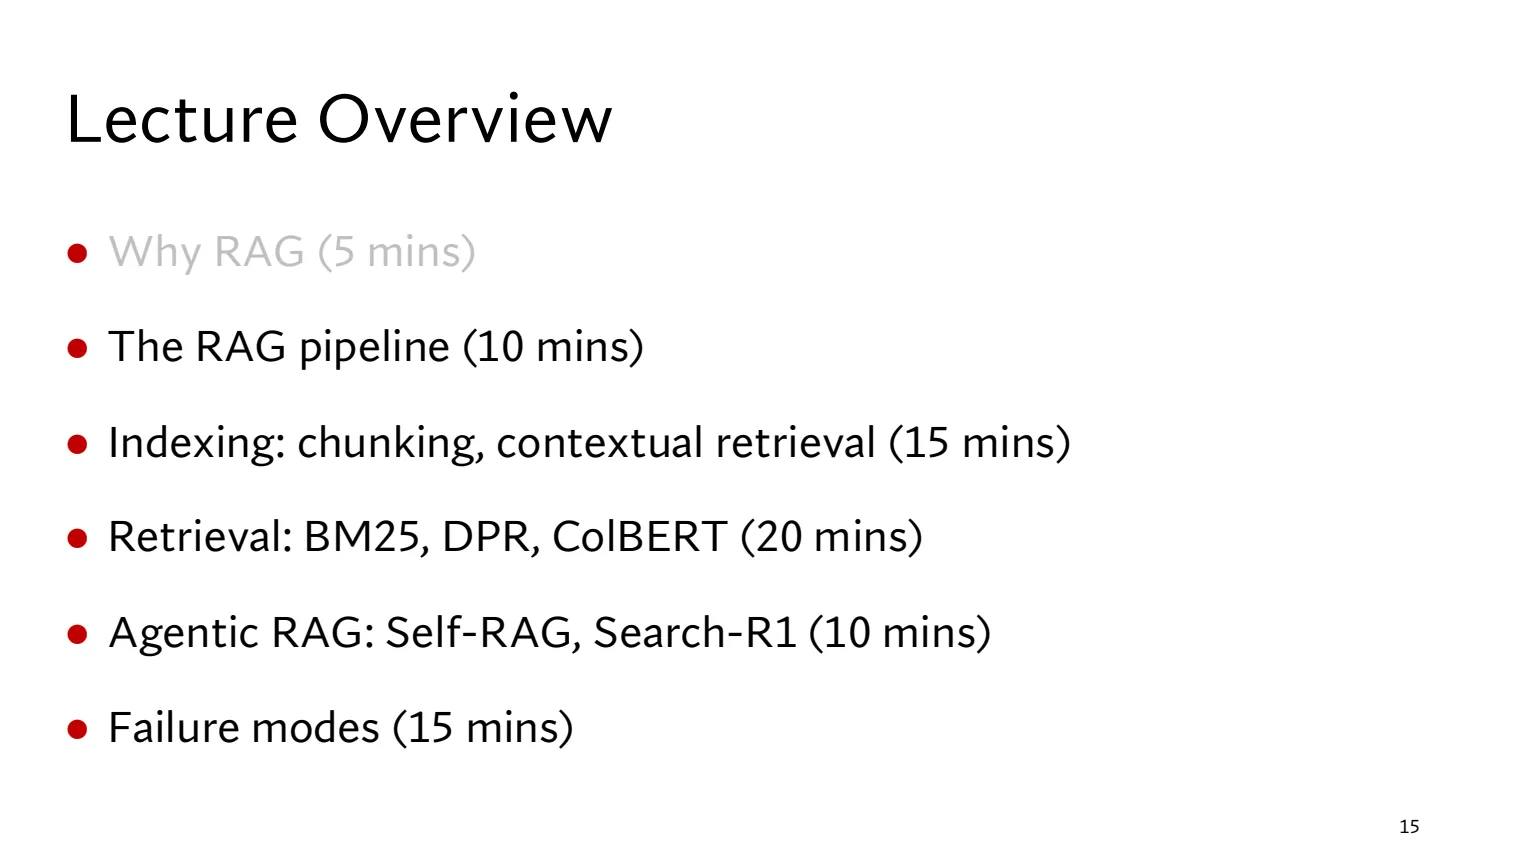 Lecture Overview
• Why RAG (5 mins)
• The RAG pipeline (10 mins)
• Indexing: chunking, contextual retrieval (15 mins)
• Retrieval: BM25, DPR, ColBERT (20 mins)
• Agentic RAG: Self-RAG, Search-R1 (10 mins)
• Failure modes (15 mins)
15